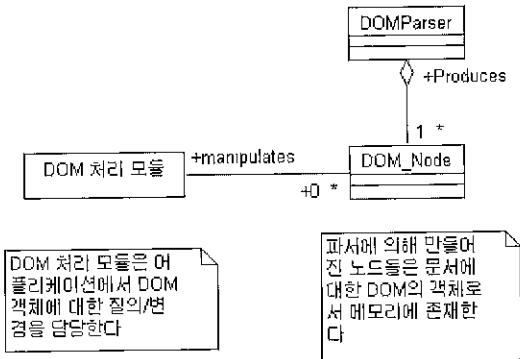 DOMParser
+Produces
1 *
DOM 처리 모듈
+manipulates
DOM_Node
+0 *
DOM 처리 모듈은 어
플리케이션에서 DOM
객체에 대한 질의/변
경을 담당한다
파서에 의해 만들어
진 노드들은 문서에
대한 DOM의 객체로
서 메모리에 존재한
다